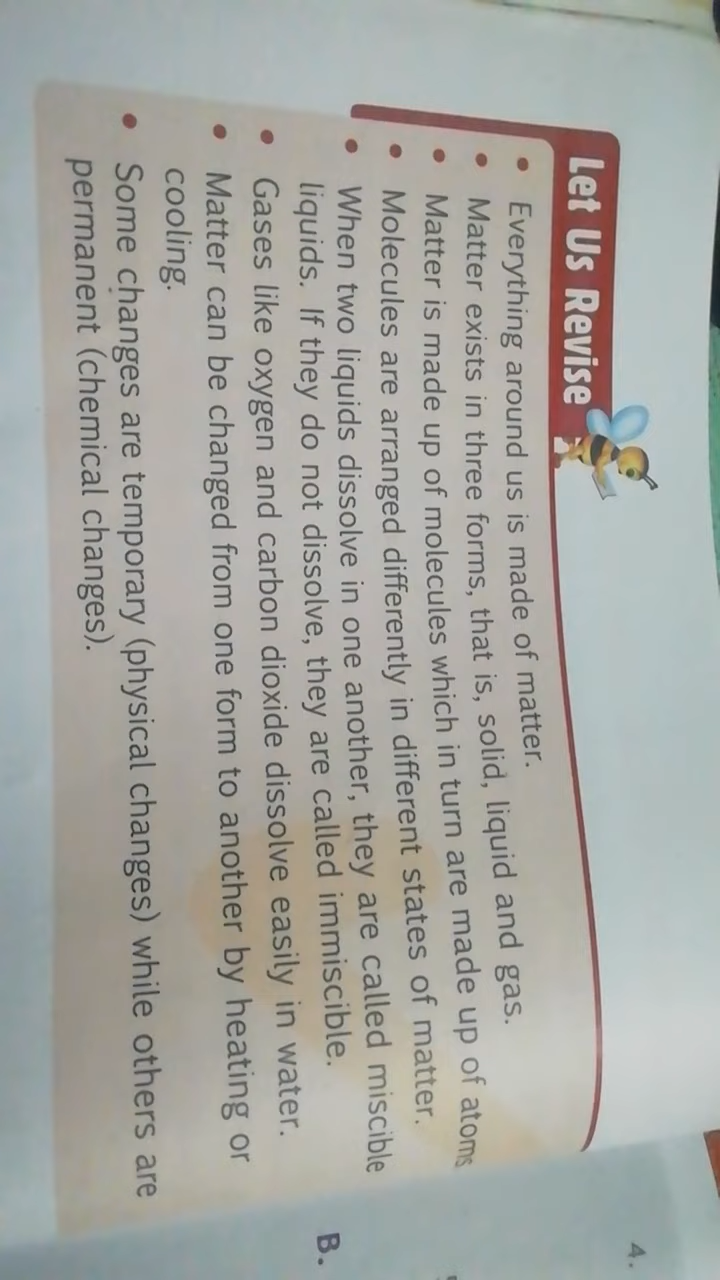 Let Us Revise
• Everything around us is made of matter.
• Matter exists in three forms, that is, solid, liquid and gas.
• Matter is made up of molecules which in turn are made up of atoms
• Molecules are arranged differently in different states of matter.
• When two liquids dissolve in one another, they are called miscible
liquids. If they do not dissolve, they are called immiscible.
• Gases like oxygen and carbon dioxide dissolve easily in water.
• Matter can be changed from one form to another by heating or
cooling.
• Some changes are temporary (physical changes) while others are
permanent (chemical changes).
4.
B.